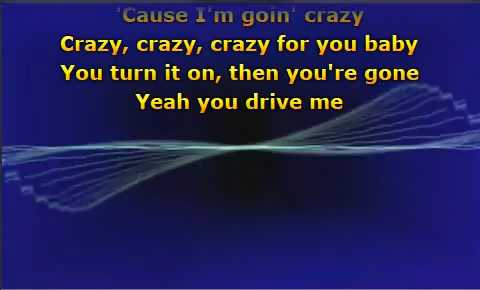 'Cause I'm goin' crazy
Crazy, crazy, crazy for you baby
You turn it on, then you're gone
Yeah you drive me